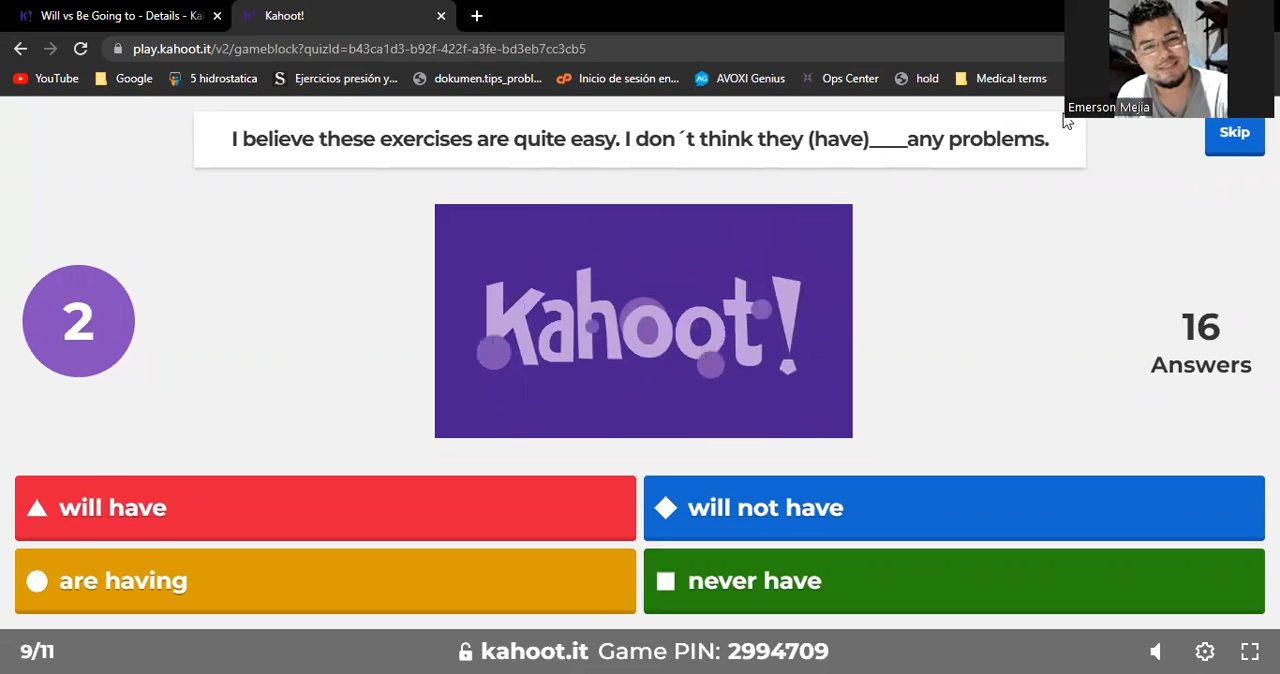 Will vs Be Going to - Details - Ka
Kahoot!
play.kahoot.it/v2/gameblock?quizId=b43ca1d3-b92f-422f-a3fe-bd3eb7cc3cb5
YouTube
Google
5 hidrostatica
Ejercicios presión y...
dokumen.tips_probl...
Inicio de sesión en...
AVOXI Genius
Ops Center
hold
Medical terms
Emerson Mejia
Skip
I believe these exercises are quite easy. I don´t think they (have)____any problems.
2
Kahoot!
16
Answers
will have
will not have
are having
never have
9/11
kahoot.it Game PIN: 2994709